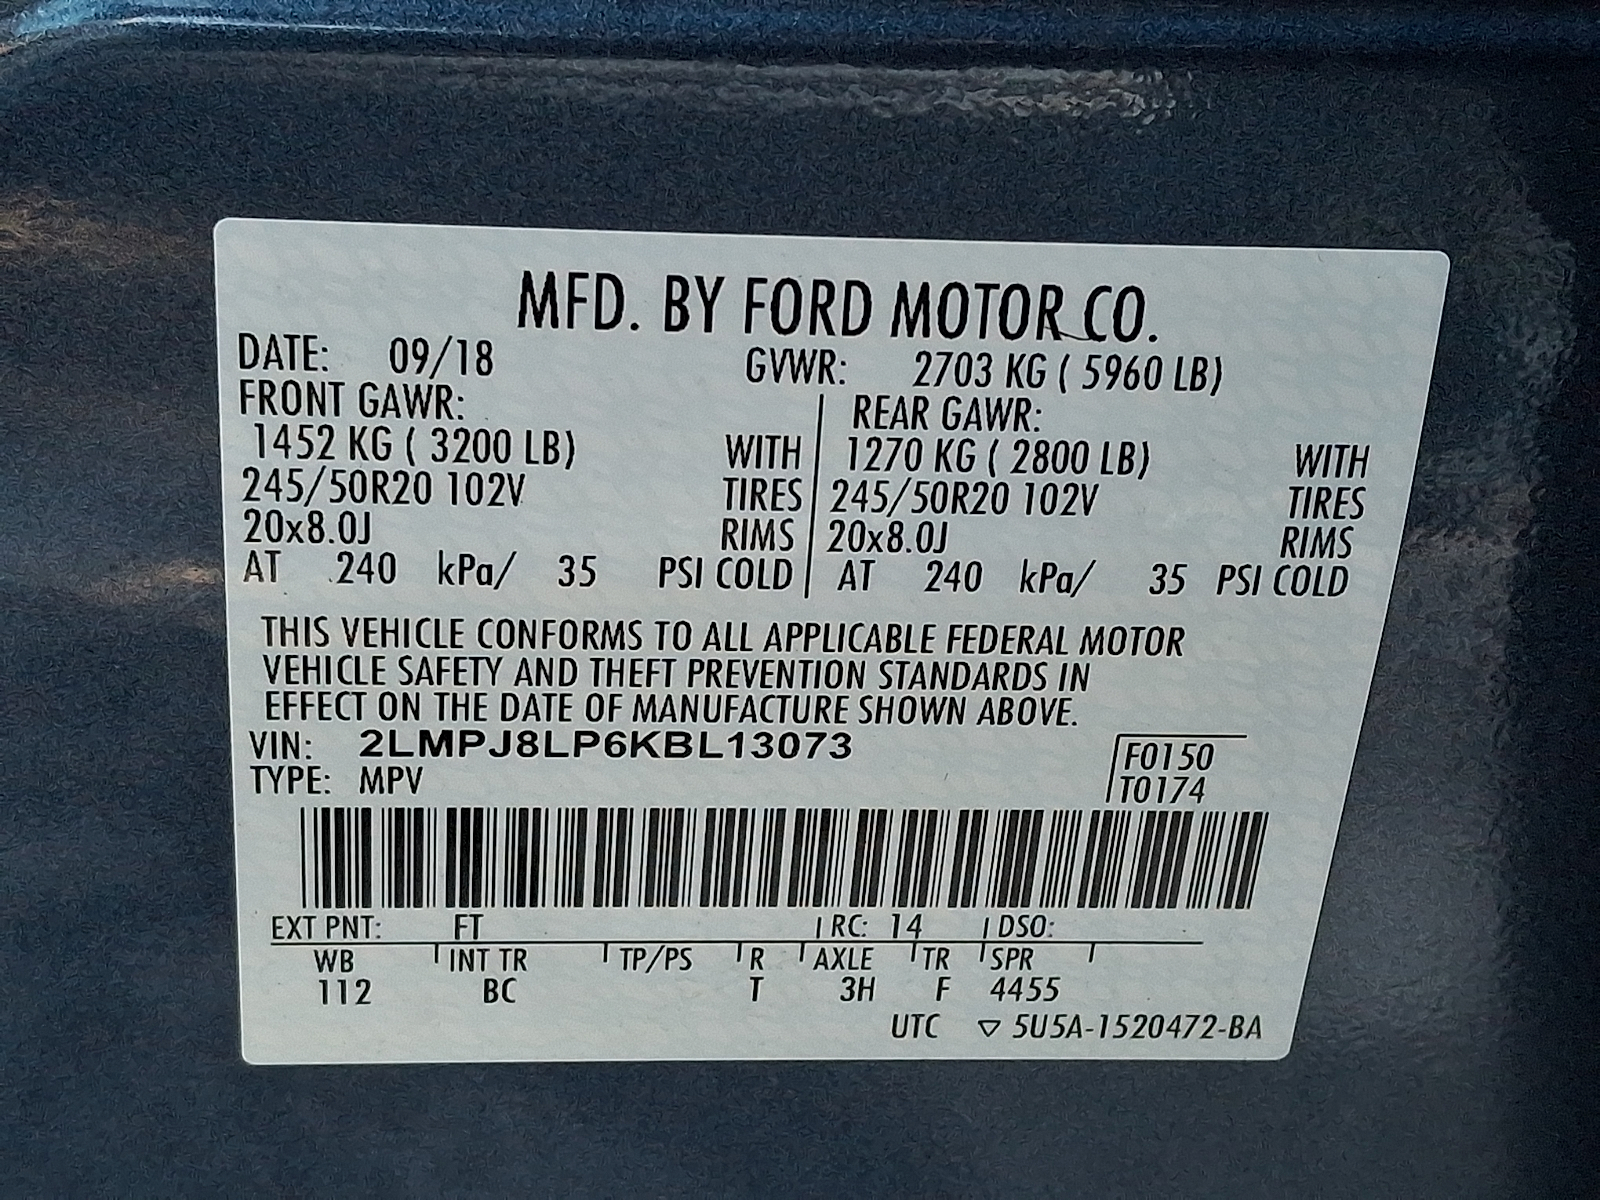 MFD. BY FORD MOTOR CO.
DATE: 09/18 GVWR: 2703 KG ( 5960 LB)
FRONT GAWR: REAR GAWR:
1452 KG ( 3200 LB) WITH 1270 KG ( 2800 LB) WITH
245/50R20 102V TIRES 245/50R20 102V TIRES
20x8.0J RIMS 20x8.0J RIMS
AT 240 kPa/ 35 PSI COLD AT 240 kPa/ 35 PSI COLD
THIS VEHICLE CONFORMS TO ALL APPLICABLE FEDERAL MOTOR
VEHICLE SAFETY AND THEFT PREVENTION STANDARDS IN
EFFECT ON THE DATE OF MANUFACTURE SHOWN ABOVE.
VIN: 2LMPJ8LP6KBL13073 F0150
TYPE: MPV T0174
EXT PNT: FT RC: 14 DSO:
WB INT TR TP/PS R AXLE TR SPR
112 BC T 3H F 4455
UTC ▽ 5U5A-1520472-BA